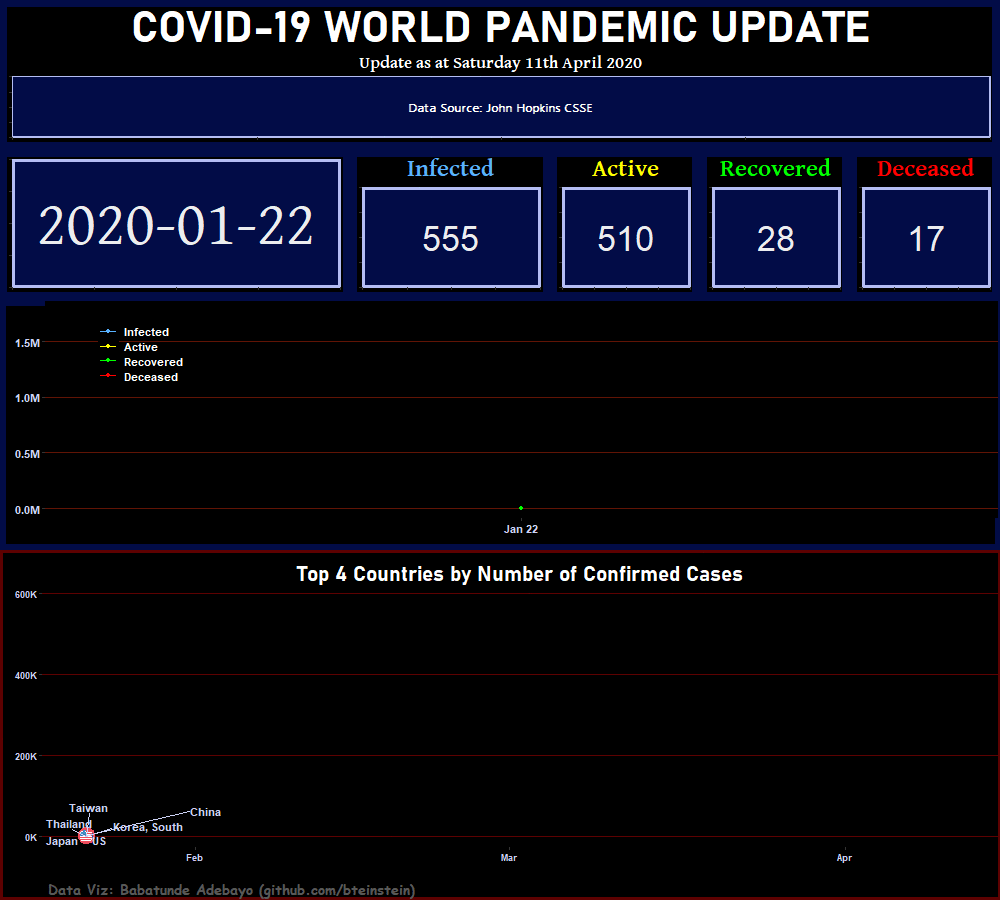 COVID-19 WORLD PANDEMIC UPDATE
Update as at Saturday 11th April 2020
Data Source: John Hopkins CSSE
2020-01-22
Infected
555
Active
510
Recovered
28
Deceased
17
Infected
Active
Recovered
Deceased
1.5M
1.0M
0.5M
0.0M
Jan 22
Top 4 Countries by Number of Confirmed Cases
600K
400K
200K
0K
Taiwan
China
Thailand
Korea, South
Japan
US
Feb
Mar
Apr
Data Viz: Babatunde Adebayo (github.com/bteinstein)